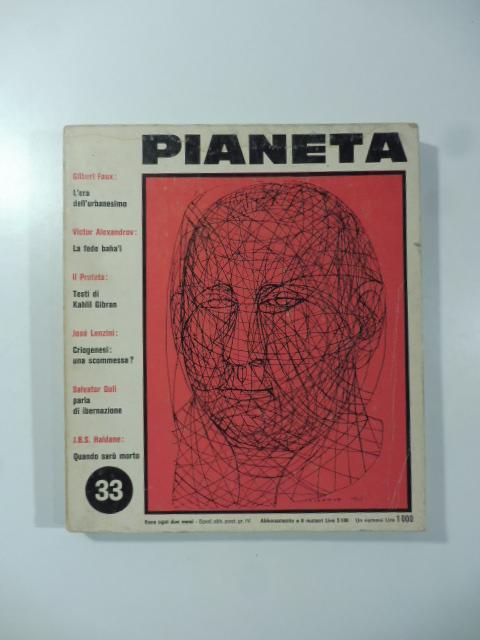 PIANETA
Gilbert Faux:
L'era
dell'urbanesimo
Victor Alexandrov:
La fede baha'i
Il Profeta:
Testi di
Kahlil Gibran
José Lenzini:
Criogenesi:
una scommessa?
Salvator Dalì
parla
di ibernazione
J.B.S. Haldane:
Quando sarò morto
33
Esce ogni due mesi - Sped. abb. post. gr. IV Abbonamento a 6 numeri Lire 5100 Un numero Lire 1000